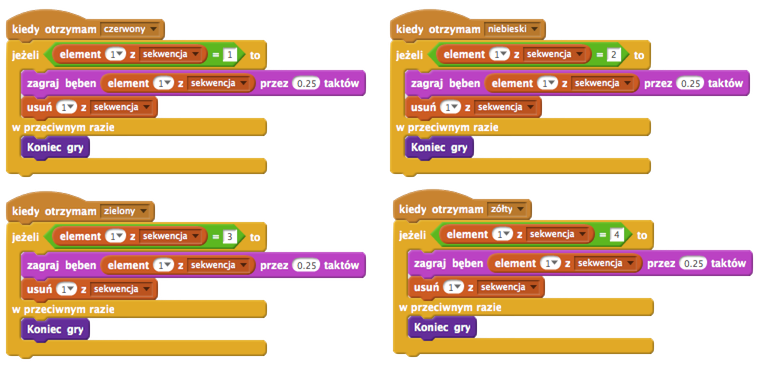 kiedy otrzymam czerwony
jeżeli element 1 z sekwencja = 1 to
zagraj bęben element 1 z sekwencja przez 0.25 taktów
usuń 1 z sekwencja
w przeciwnym razie
Koniec gry
kiedy otrzymam niebieski
jeżeli element 1 z sekwencja = 2 to
zagraj bęben element 1 z sekwencja przez 0.25 taktów
usuń 1 z sekwencja
w przeciwnym razie
Koniec gry
kiedy otrzymam zielony
jeżeli element 1 z sekwencja = 3 to
zagraj bęben element 1 z sekwencja przez 0.25 taktów
usuń 1 z sekwencja
w przeciwnym razie
Koniec gry
kiedy otrzymam zółty
jeżeli element 1 z sekwencja = 4 to
zagraj bęben element 1 z sekwencja przez 0.25 taktów
usuń 1 z sekwencja
w przeciwnym razie
Koniec gry